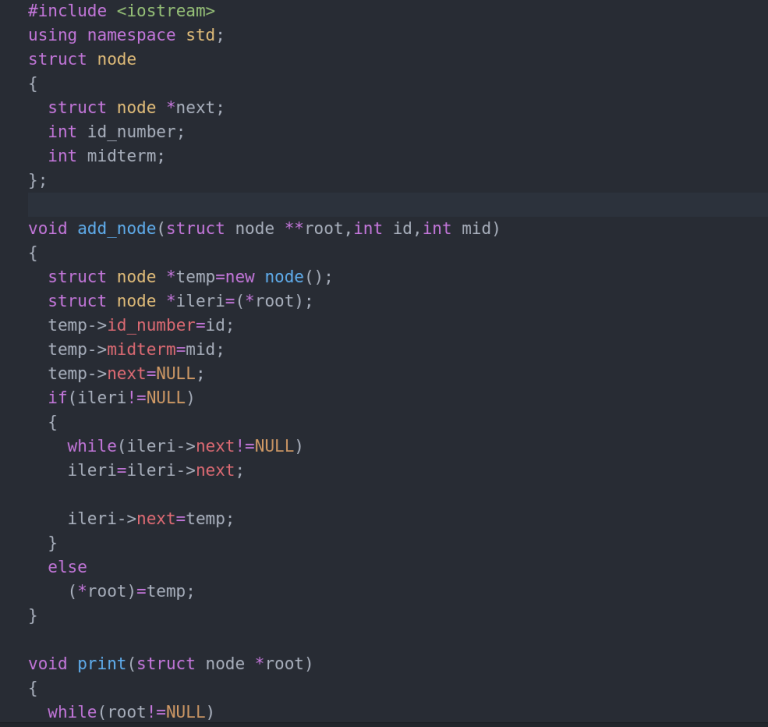 #include <iostream>
using namespace std;
struct node
{
  struct node *next;
  int id_number;
  int midterm;
};

void add_node(struct node **root,int id,int mid)
{
  struct node *temp=new node();
  struct node *ileri=(*root);
  temp->id_number=id;
  temp->midterm=mid;
  temp->next=NULL;
  if(ileri!=NULL)
  {
    while(ileri->next!=NULL)
    ileri=ileri->next;

    ileri->next=temp;
  }
  else
    (*root)=temp;
}

void print(struct node *root)
{
  while(root!=NULL)